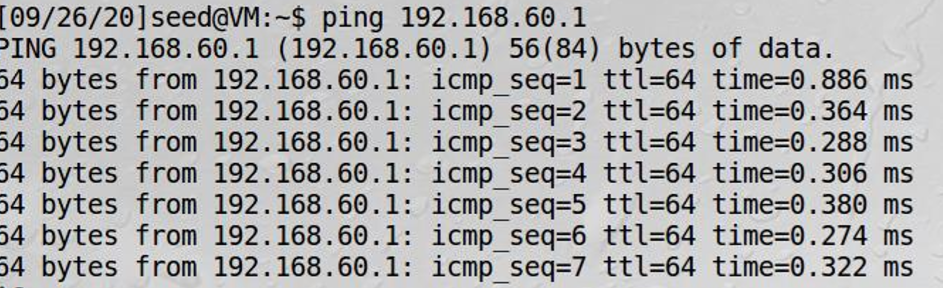 [09/26/20]seed@VM:~$ ping 192.168.60.1
PING 192.168.60.1 (192.168.60.1) 56(84) bytes of data.
64 bytes from 192.168.60.1: icmp_seq=1 ttl=64 time=0.886 ms
64 bytes from 192.168.60.1: icmp_seq=2 ttl=64 time=0.364 ms
64 bytes from 192.168.60.1: icmp_seq=3 ttl=64 time=0.288 ms
64 bytes from 192.168.60.1: icmp_seq=4 ttl=64 time=0.306 ms
64 bytes from 192.168.60.1: icmp_seq=5 ttl=64 time=0.380 ms
64 bytes from 192.168.60.1: icmp_seq=6 ttl=64 time=0.274 ms
64 bytes from 192.168.60.1: icmp_seq=7 ttl=64 time=0.322 ms